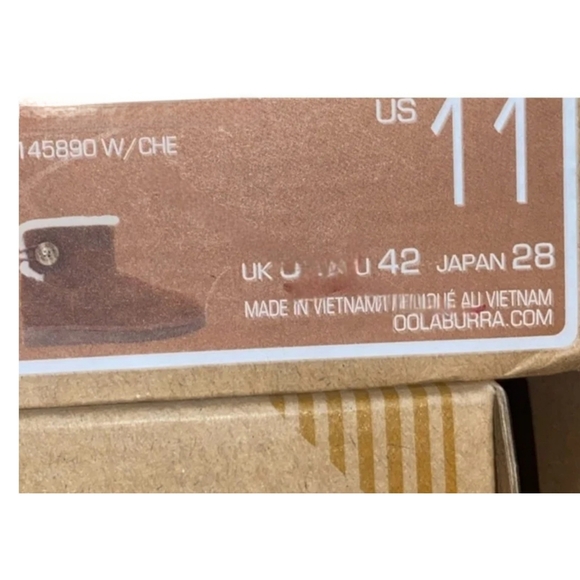 US 11
145890 W/CHE
UK U 42 JAPAN 28
MADE IN VIETNAM AU VIETNAM
OOLABURRA.COM